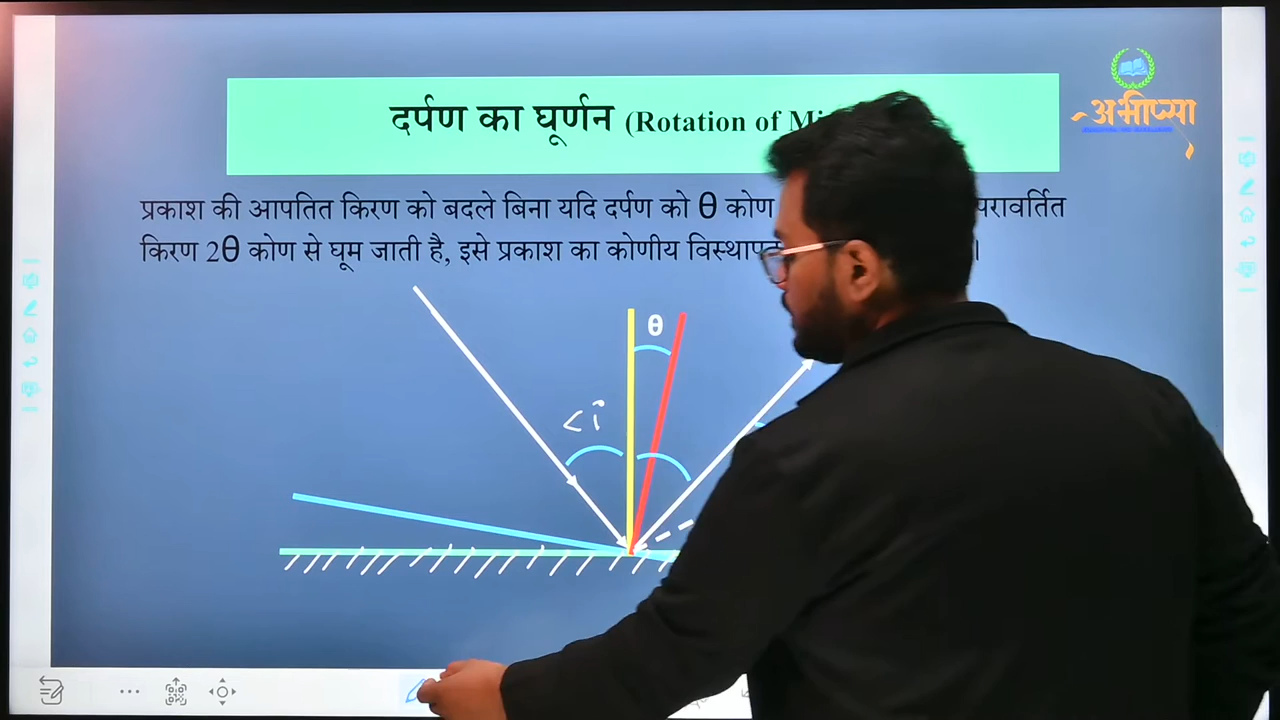 दर्पण का घूर्णन (Rotation of
अभीप्सा
प्रकाश की आपतित किरण को बदले बिना यदि दर्पण को θ कोण परावर्तित
किरण 2θ कोण से घूम जाती है, इसे प्रकाश का कोणीय ।
θ
<i